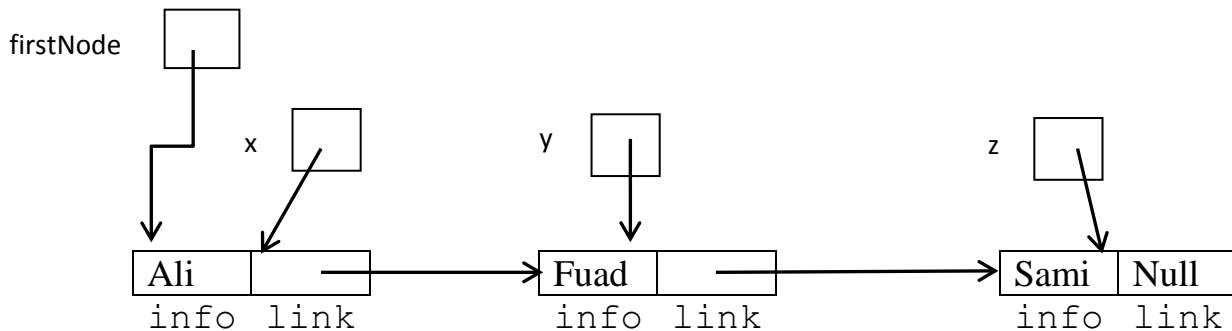 firstNode
x y z
Ali Fuad Sami Null
info link info link info link